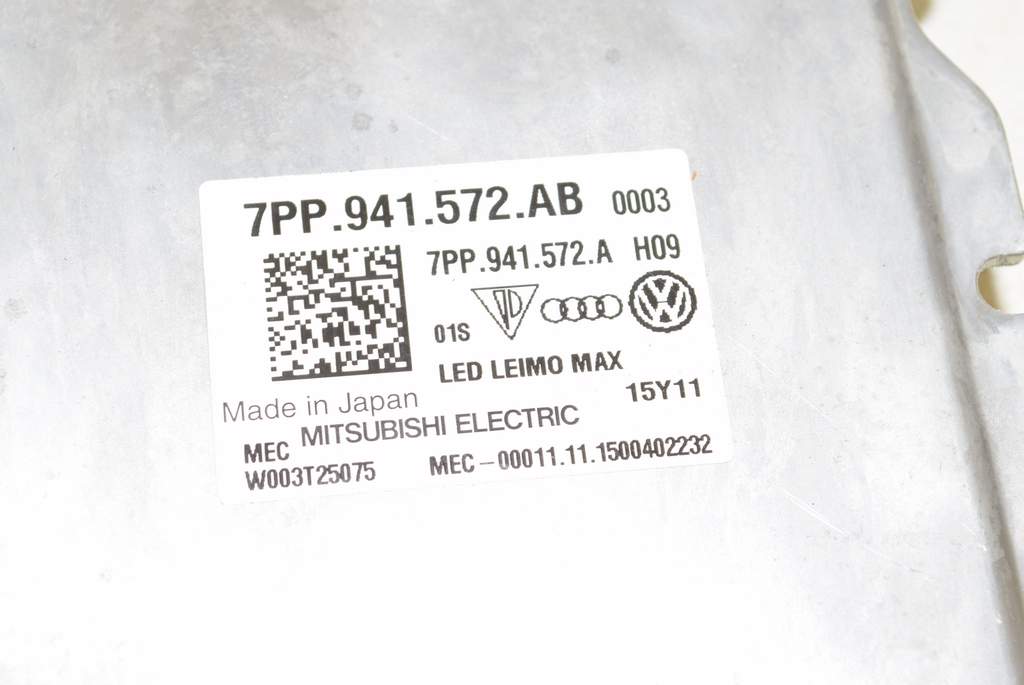 7PP.941.572.AB 0003
7PP.941.572.A H09
01S
LED LEIMO MAX
Made in Japan 15Y11
MEC MITSUBISHI ELECTRIC
W003T25075 MEC-00011.11.1500402232